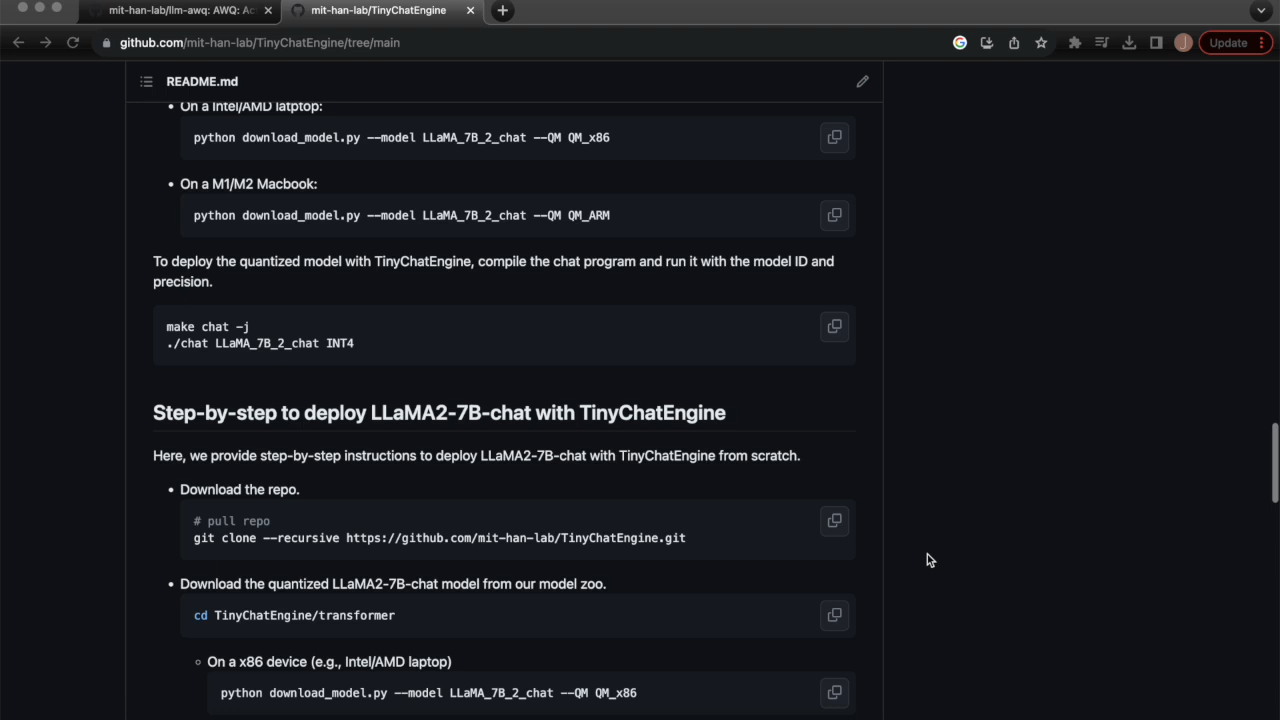 mit-han-lab/llm-awq: AWQ: Ac
mit-han-lab/TinyChatEngine
github.com/mit-han-lab/TinyChatEngine/tree/main
J
Update
README.md
• On a Intel/AMD latptop:
python download_model.py --model LLaMA_7B_2_chat --QM QM_x86
• On a M1/M2 Macbook:
python download_model.py --model LLaMA_7B_2_chat --QM QM_ARM
To deploy the quantized model with TinyChatEngine, compile the chat program and run it with the model ID and
precision.
make chat -j
./chat LLaMA_7B_2_chat INT4
Step-by-step to deploy LLaMA2-7B-chat with TinyChatEngine
Here, we provide step-by-step instructions to deploy LLaMA2-7B-chat with TinyChatEngine from scratch.
• Download the repo.
# pull repo
git clone --recursive https://github.com/mit-han-lab/TinyChatEngine.git
• Download the quantized LLaMA2-7B-chat model from our model zoo.
cd TinyChatEngine/transformer
◦ On a x86 device (e.g., Intel/AMD laptop)
python download_model.py --model LLaMA_7B_2_chat --QM QM_x86